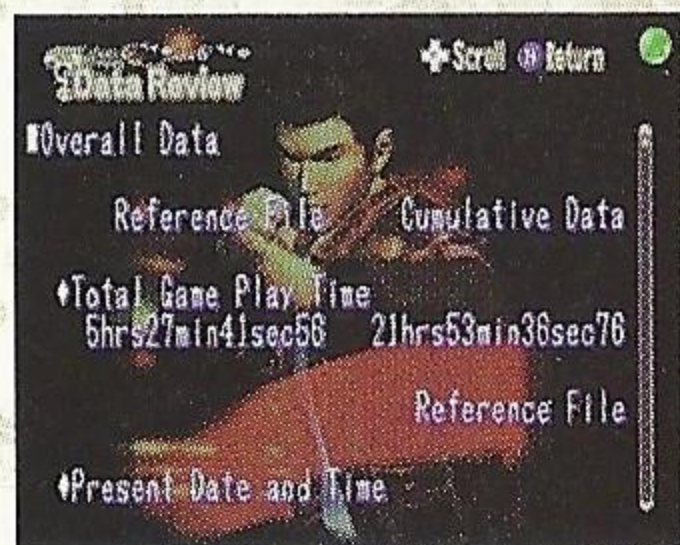 Scroll Return
Data Review
■Overall Data
Reference File Cumulative Data
♦Total Game Play Time
5hrs27min41sec56 21hrs53min36sec76
Reference File
♦Present Date and Time